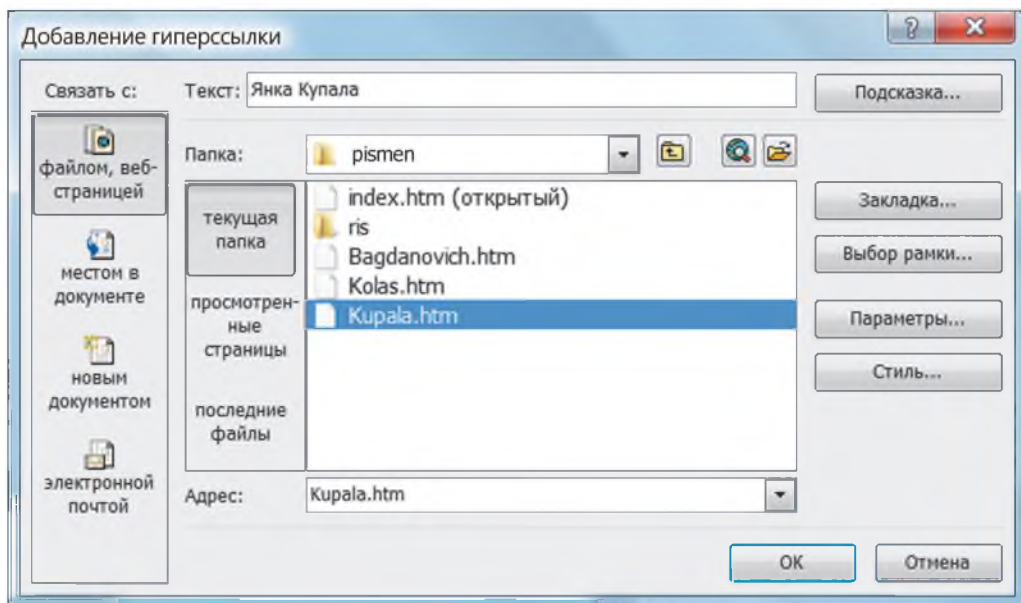 Добавление гиперссылки
Связать с:
Текст: Янка Купала
Подсказка...
файлом, веб-
страницей
Папка:
pismen
текущая
папка
index.htm (открытый)
ris
Bagdanovich.htm
Kolas.htm
Kupala.htm
Закладка...
Выбор рамки...
местом в
документе
просмотрен-
ные
страницы
Параметры...
Стиль...
новым
документом
последние
файлы
электронной
почтой
Адрес:
Kupala.htm
ОК
Отмена